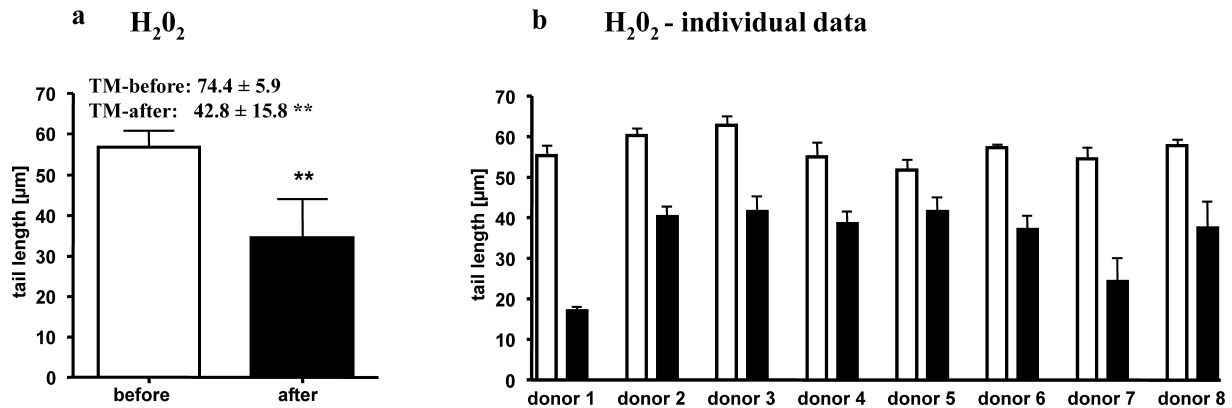 a
H₂0₂
TM-before: 74.4 ± 5.9
TM-after: 42.8 ± 15.8 **
tail length [µm]
70
60
50
40
30
20
10
0
**
before after
b
H₂0₂ - individual data
tail length [µm]
70
60
50
40
30
20
10
0
donor 1 donor 2 donor 3 donor 4 donor 5 donor 6 donor 7 donor 8